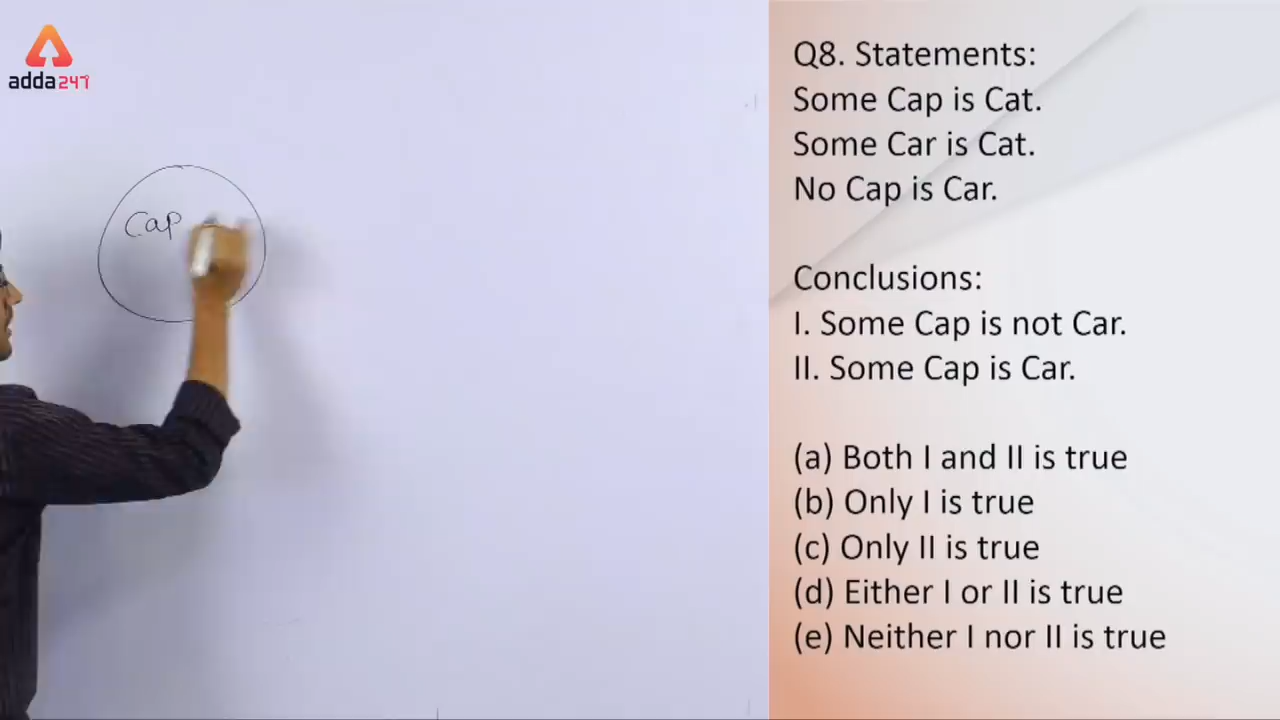 adda247
Cap
Q8. Statements:
Some Cap is Cat.
Some Car is Cat.
No Cap is Car.
Conclusions:
I. Some Cap is not Car.
II. Some Cap is Car.
(a) Both I and II is true
(b) Only I is true
(c) Only II is true
(d) Either I or II is true
(e) Neither I nor II is true